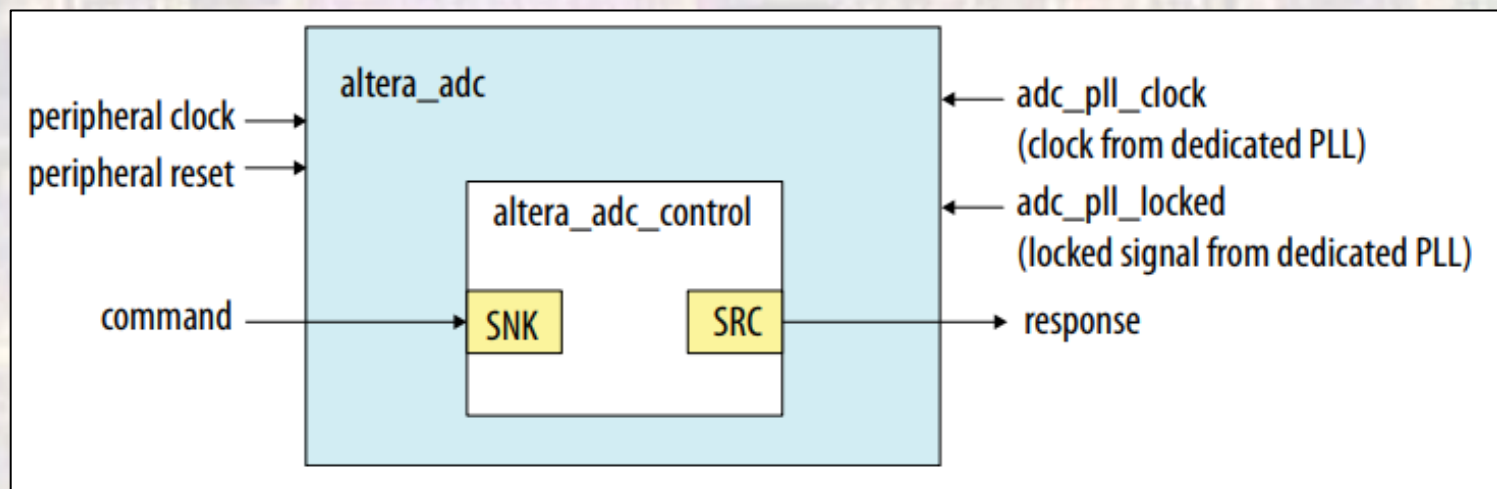 altera_adc
peripheral clock
peripheral reset
adc_pll_clock
(clock from dedicated PLL)
altera_adc_control
adc_pll_locked
(locked signal from dedicated PLL)
command
SNK
SRC
response